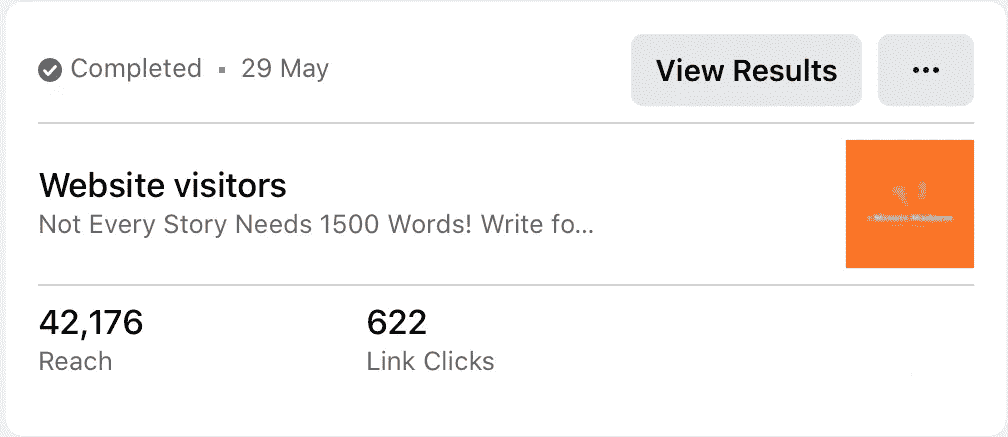 Completed ▪ 29 May
View Results
...
Website visitors
Not Every Story Needs 1500 Words! Write fo...
42,176
Reach
622
Link Clicks